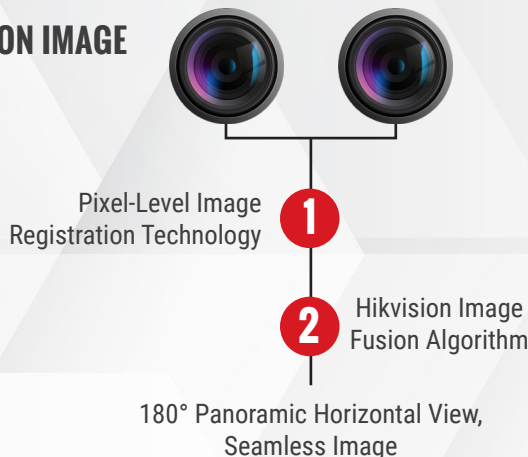 ON IMAGE
Pixel-Level Image
Registration Technology
1
2
Hikvision Image
Fusion Algorithm
180° Panoramic Horizontal View,
Seamless Image